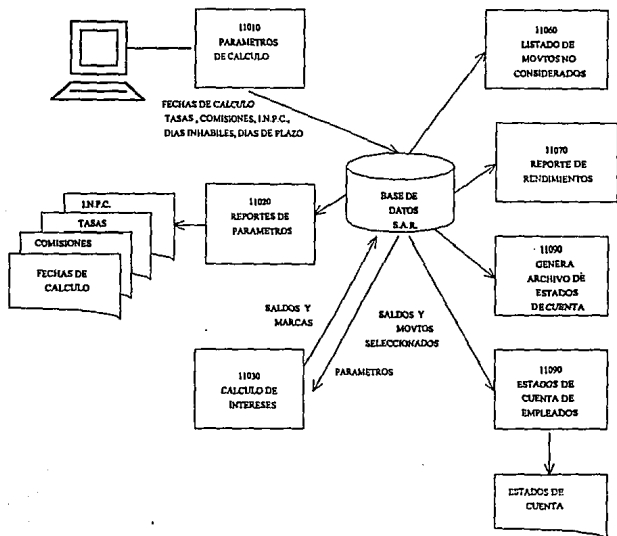 11010
PARAMETROS
DE CALCULO
11060
LISTADO DE
MOVTOS NO
CONSIDERADOS
FECHAS DE CALCULO
TASAS , COMISIONES, I.N.P.C.,
DIAS INHABILES, DIAS DE PLAZO
11070
REPORTE DE
RENDIMIENTOS
BASE DE
DATOS
S.A.R.
11020
REPORTES DE
PARAMETROS
I.N.P.C.
TASAS
COMISIONES
FECHAS DE
CALCULO
11090
GENERA
ARCHIVO DE
ESTADOS
DE CUENTA
SALDOS Y
MARCAS
SALDOS Y
MOVTOS
SELECCIONADOS
PARAMETROS
11030
CALCULO DE
INTERESES
11090
ESTADOS DE
CUENTA DE
EMPLEADOS
ESTADOS DE
CUENTA